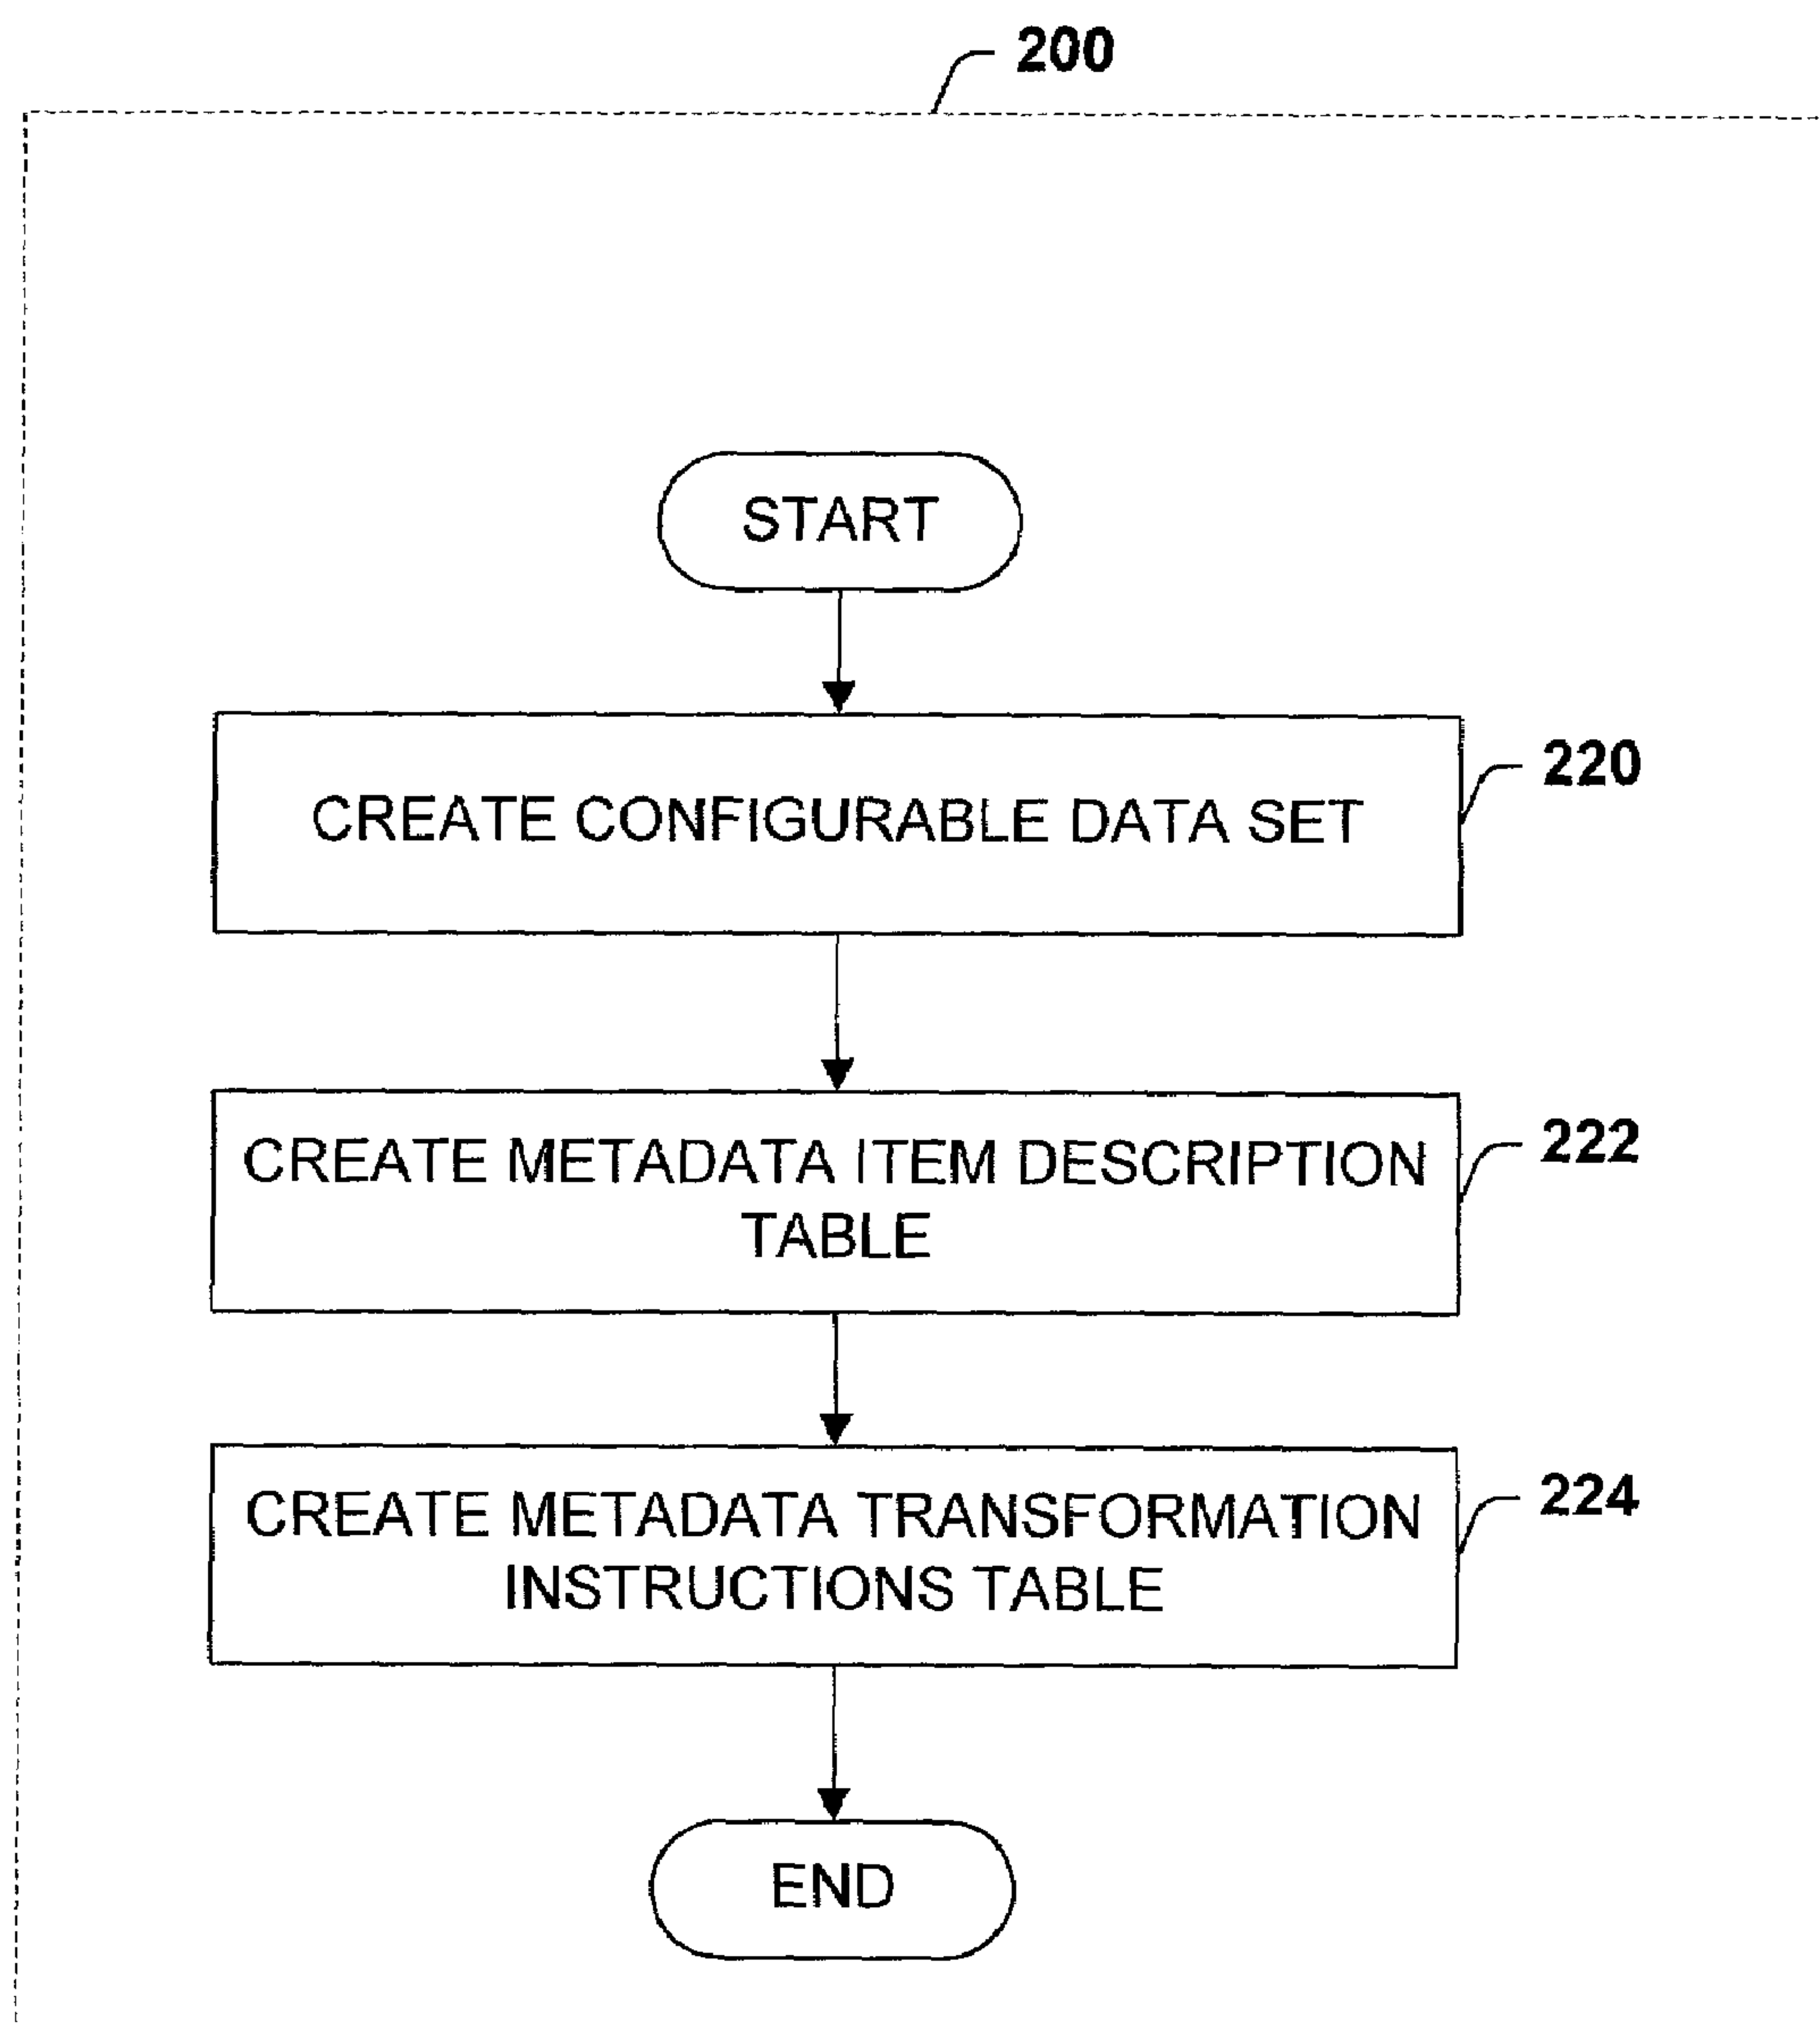 200
START
CREATE CONFIGURABLE DATA SET
220
CREATE METADATA ITEM DESCRIPTION
TABLE
222
CREATE METADATA TRANSFORMATION
INSTRUCTIONS TABLE
224
END